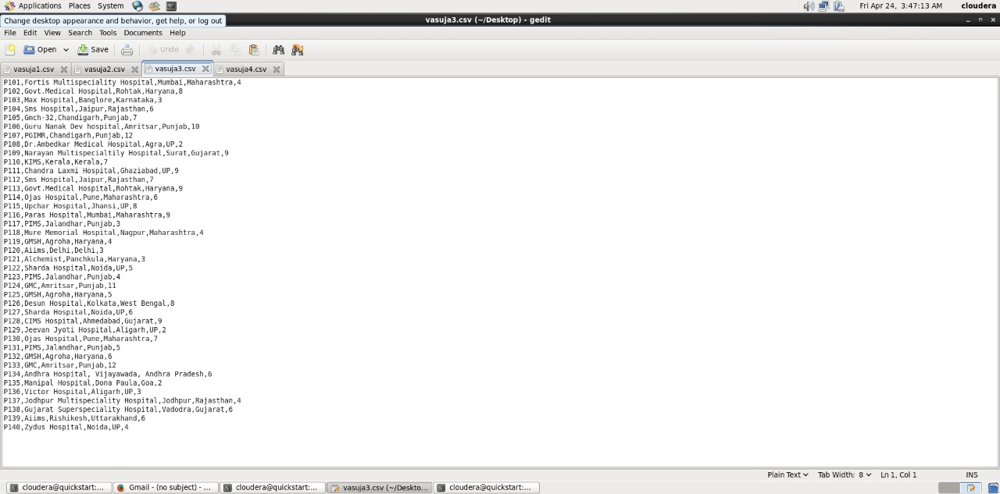 Applications Places System Fri Apr 24, 3:47:13 AM cloudera
Change desktop appearance and behavior, get help, or log out
vasuja3.csv (~/Desktop) - gedit
File Edit View Search Tools Documents Help
Open Save Undo
vasuja1.csv vasuja2.csv vasuja3.csv vasuja4.csv
P101,Fortis Multispeciality Hospital,Mumbai,Maharashtra,4
P102,Govt.Medical Hospital,Rohtak,Haryana,8
P103,Max Hospital,Banglore,Karnataka,3
P104,Sms Hospital,Jaipur,Rajasthan,6
P105,Gmch-32,Chandigarh,Punjab,7
P106,Guru Nanak Dev hospital,Amritsar,Punjab,10
P107,PGIMR,Chandigarh,Punjab,12
P108,Dr.Ambedkar Medical Hospital,Agra,UP,2
P109,Narayan Multispecialtily Hospital,Surat,Gujarat,9
P110,KIMS,Kerala,Kerala,7
P111,Chandra Laxmi Hospital,Ghaziabad,UP,9
P112,Sms Hospital,Jaipur,Rajasthan,7
P113,Govt.Medical Hospital,Rohtak,Haryana,9
P114,Ojas Hospital,Pune,Maharashtra,6
P115,Upchar Hospital,Jhansi,UP,8
P116,Paras Hospital,Mumbai,Maharashtra,9
P117,PIMS,Jalandhar,Punjab,3
P118,Mure Memorial Hospital,Nagpur,Maharashtra,4
P119,GMSH,Agroha,Haryana,4
P120,Aiims,Delhi,Delhi,3
P121,Alchemist,Panchkula,Haryana,3
P122,Sharda Hospital,Noida,UP,5
P123,PIMS,Jalandhar,Punjab,4
P124,GMC,Amritsar,Punjab,11
P125,GMSH,Agroha,Haryana,5
P126,Desun Hospital,Kolkata,West Bengal,8
P127,Sharda Hospital,Noida,UP,6
P128,CIMS Hospital,Ahmedabad,Gujarat,9
P129,Jeevan Jyoti Hospital,Aligarh,UP,2
P130,Ojas Hospital,Pune,Maharashtra,7
P131,PIMS,Jalandhar,Punjab,5
P132,GMSH,Agroha,Haryana,6
P133,GMC,Amritsar,Punjab,12
P134,Andhra Hospital, Vijayawada, Andhra Pradesh,6
P135,Manipal Hospital,Dona Paula,Goa,2
P136,Victor Hospital,Aligarh,UP,3
P137,Jodhpur Multispeciality Hospital,Jodhpur,Rajasthan,4
P138,Gujarat Superspeciality Hospital,Vadodra,Gujarat,6
P139,Aiims,Rishikesh,Uttarakhand,6
P140,Zydus Hospital,Noida,UP,4
Plain Text Tab Width: 8 Ln 1, Col 1 INS
cloudera@quickstart:... Gmail - (no subject) - ... cloudera@quickstart:... vasuja3.csv (~/Deskto... cloudera@quickstart:...